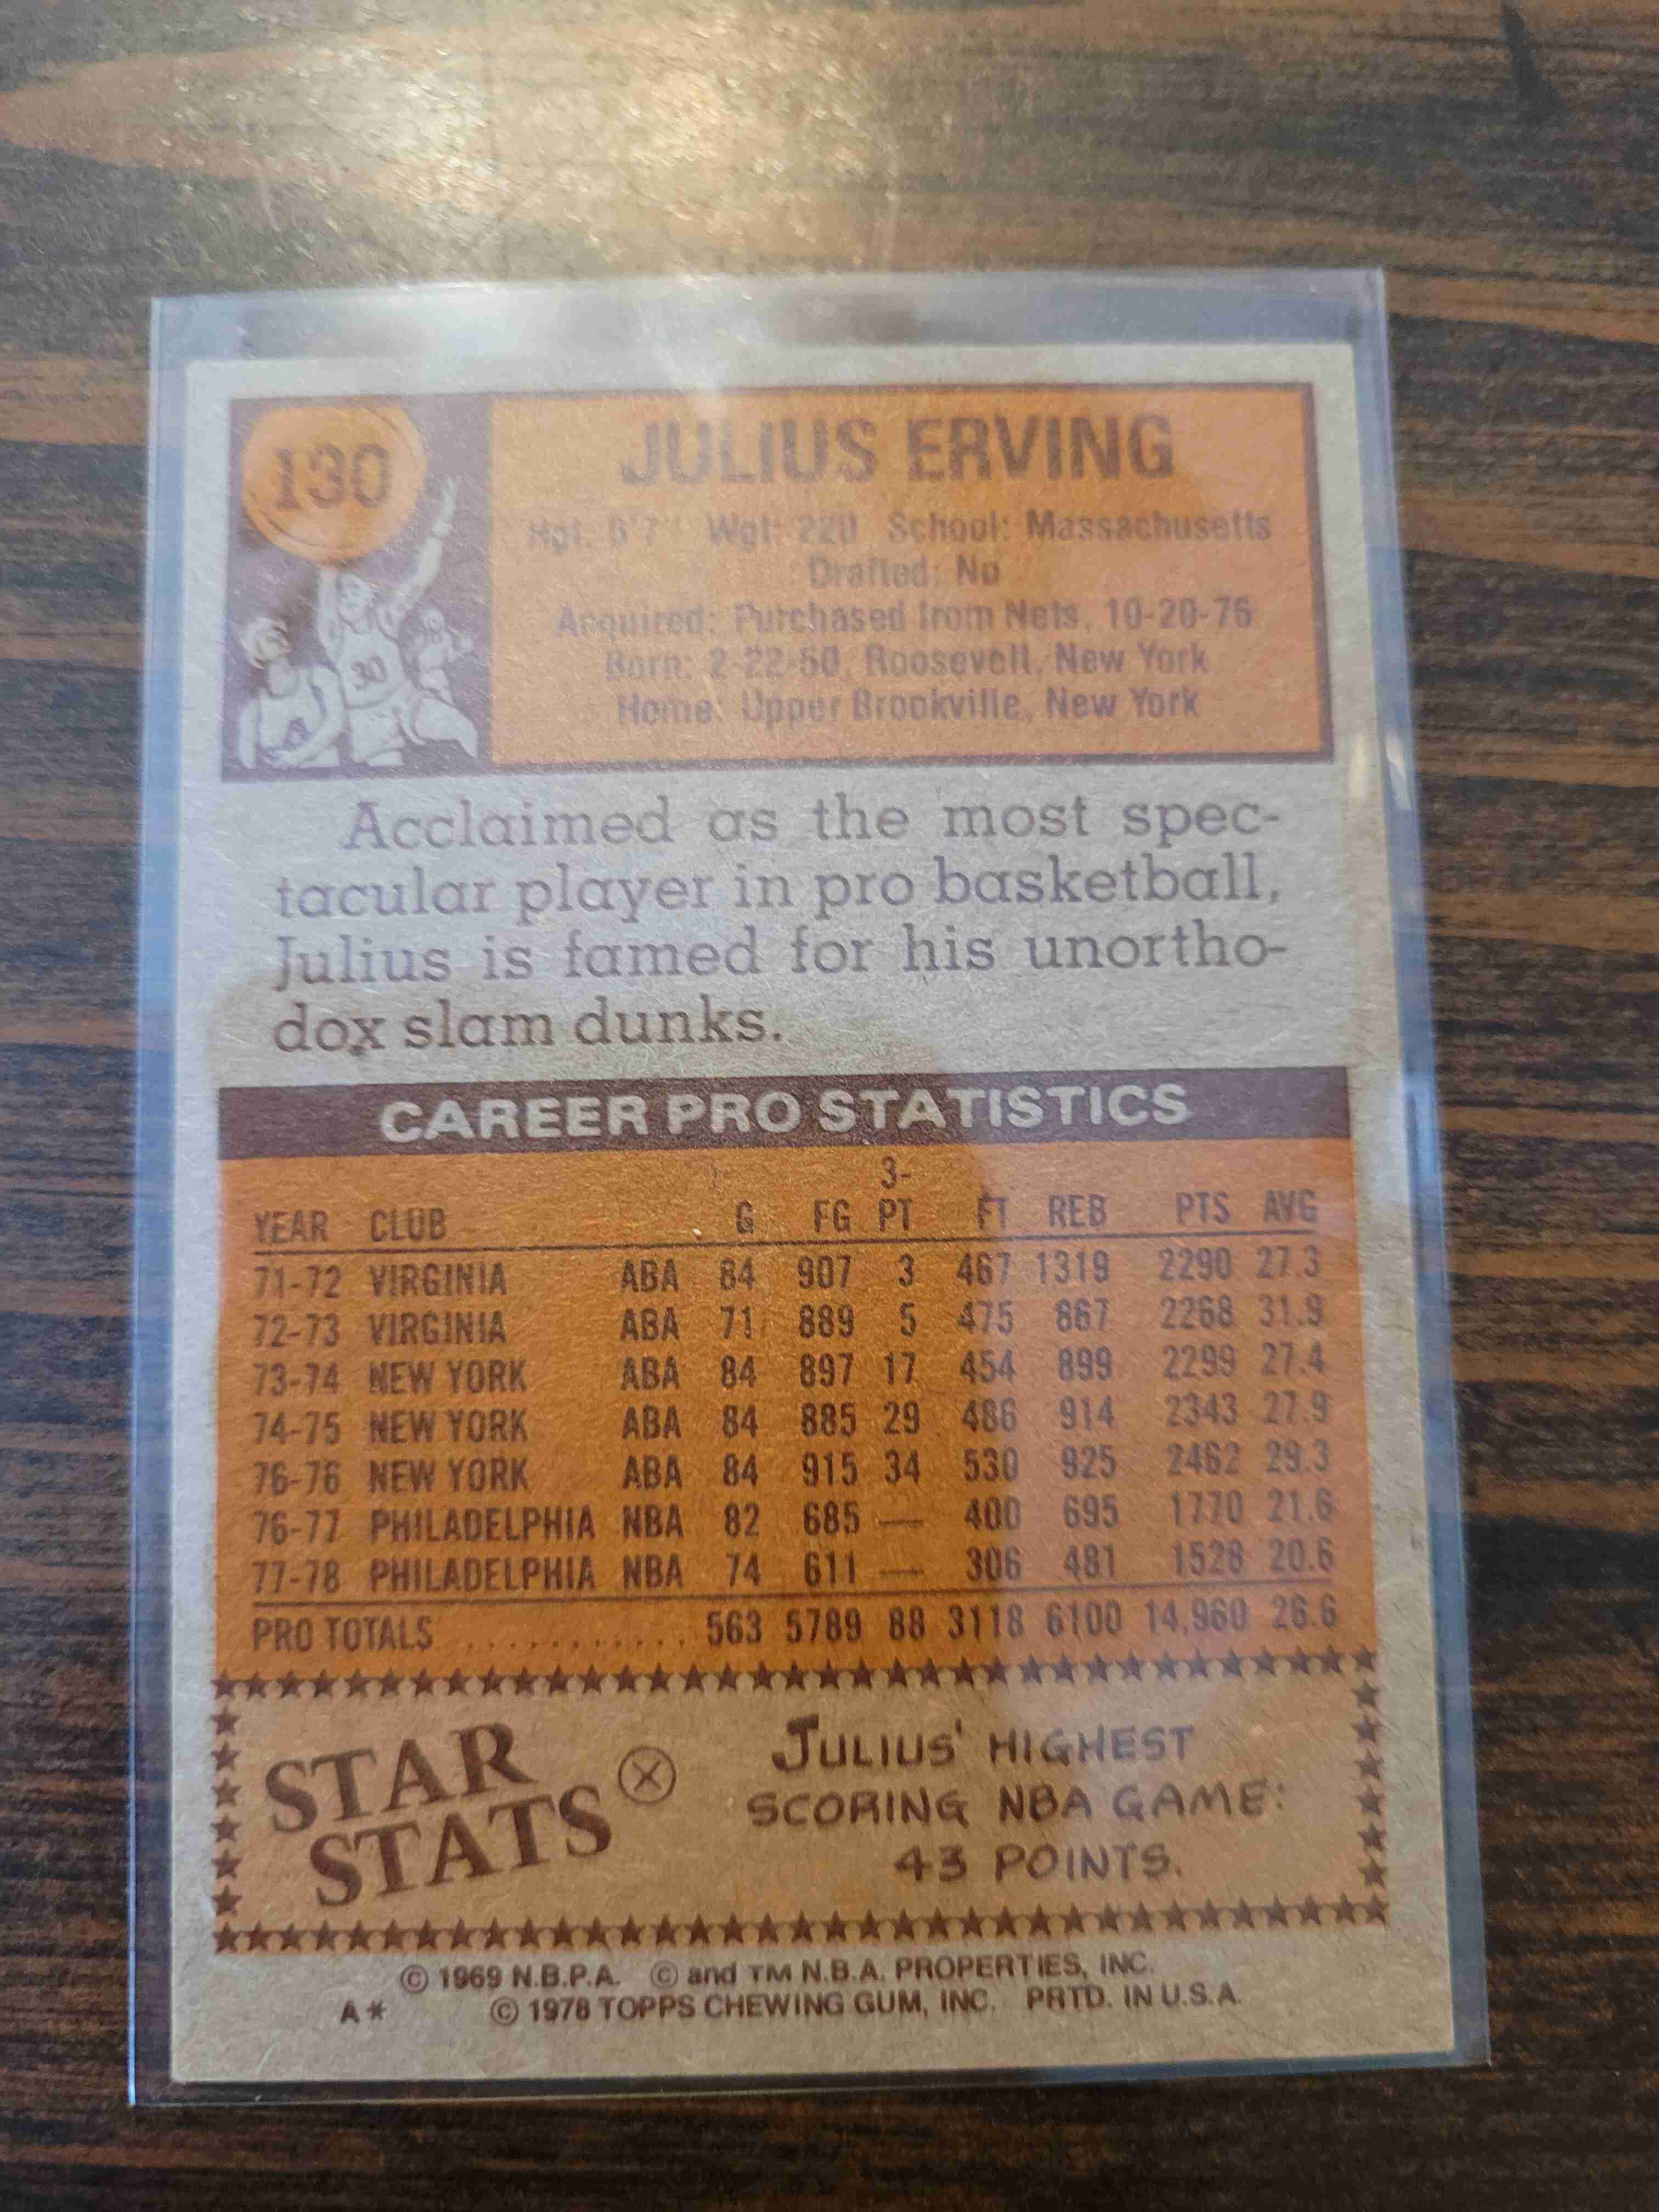 130
JULIUS ERVING
Hgt. 6'7" Wgt: 220 School: Massachusetts
Drafted: No
Acquired: Purchased from Nets, 10-20-76
Born: 2-22-50, Roosevelt, New York
Home: Upper Brookville, New York
30
Acclaimed as the most spec-
tacular player in pro basketball,
Julius is famed for his unortho-
dox slam dunks.
CAREER PRO STATISTICS
3-
YEAR CLUB G FG PT FT REB PTS AVG
71-72 VIRGINIA ABA 84 907 3 467 1319 2290 27.3
72-73 VIRGINIA ABA 71 889 5 475 867 2268 31.9
73-74 NEW YORK ABA 84 897 17 454 899 2299 27.4
74-75 NEW YORK ABA 84 885 29 486 914 2343 27.9
76-76 NEW YORK ABA 84 915 34 530 925 2462 29.3
76-77 PHILADELPHIA NBA 82 685 — 400 695 1770 21.6
77-78 PHILADELPHIA NBA 74 611 — 306 481 1528 20.6
PRO TOTALS ............ 563 5789 88 3118 6100 14,960 26.6
STAR
STATS
JULIUS' HIGHEST
SCORING NBA GAME:
43 POINTS.
© 1969 N.B.P.A. © and TM N.B.A. PROPERTIES, INC.
A* © 1978 TOPPS CHEWING GUM, INC. PRTD. IN U.S.A.